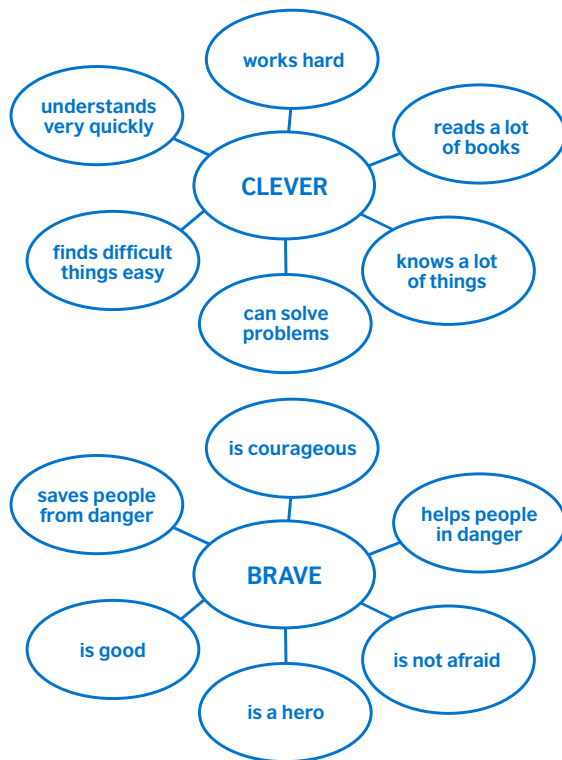 works hard
understands
very quickly
reads a lot
of books
CLEVER
finds difficult
things easy
knows a lot
of things
can solve
problems
is courageous
saves people
from danger
helps people
in danger
BRAVE
is good
is not afraid
is a hero